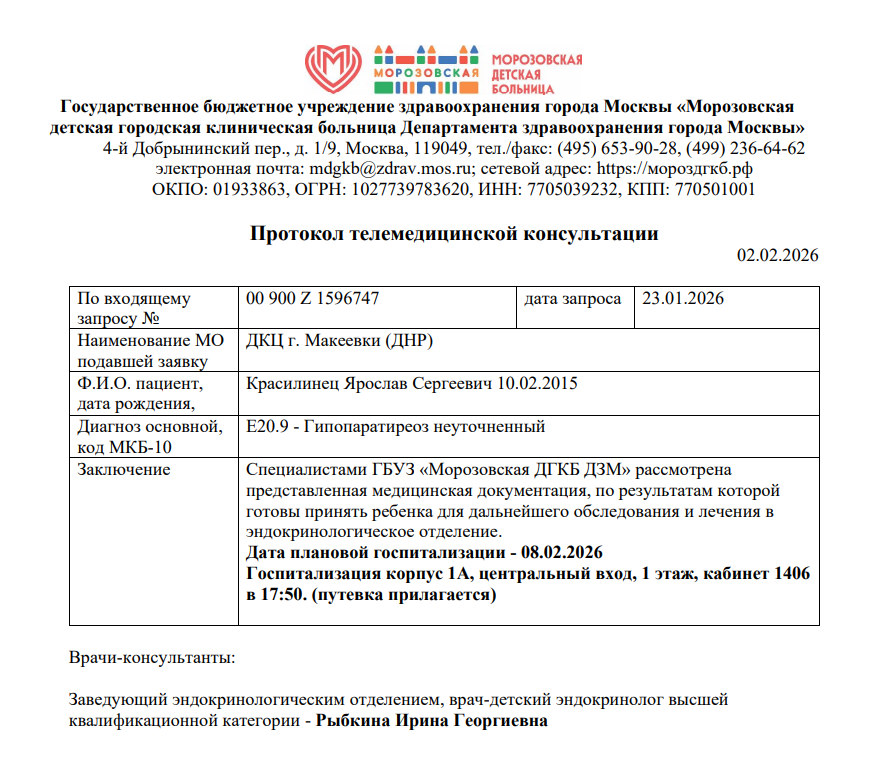 МОРОЗОВСКАЯ
МОРОЗОВСКАЯ
ДЕТСКАЯ
БОЛЬНИЦА
Государственное бюджетное учреждение здравоохранения города Москвы «Морозовская
детская городская клиническая больница Департамента здравоохранения города Москвы»
4-й Добрынинский пер., д. 1/9, Москва, 119049, тел./факс: (495) 653-90-28, (499) 236-64-62
электронная почта: mdgkb@zdrav.mos.ru; сетевой адрес: https://мороздгкб.рф
ОКПО: 01933863, ОГРН: 1027739783620, ИНН: 7705039232, КПП: 770501001
Протокол телемедицинской консультации
02.02.2026
По входящему
запросу №
00 900 Z 1596747
дата запроса
23.01.2026
Наименование МО
подавшей заявку
ДКЦ г. Макеевки (ДНР)
Ф.И.О. пациент,
дата рождения,
Красилинец Ярослав Сергеевич 10.02.2015
Диагноз основной,
код МКБ-10
E20.9 - Гипопаратиреоз неуточненный
Заключение
Специалистами ГБУЗ «Морозовская ДГКБ ДЗМ» рассмотрена
представленная медицинская документация, по результатам которой
готовы принять ребенка для дальнейшего обследования и лечения в
эндокринологическое отделение.
Дата плановой госпитализации - 08.02.2026
Госпитализация корпус 1А, центральный вход, 1 этаж, кабинет 1406
в 17:50. (путевка прилагается)
Врачи-консультанты:
Заведующий эндокринологическим отделением, врач-детский эндокринолог высшей
квалификационной категории - Рыбкина Ирина Георгиевна